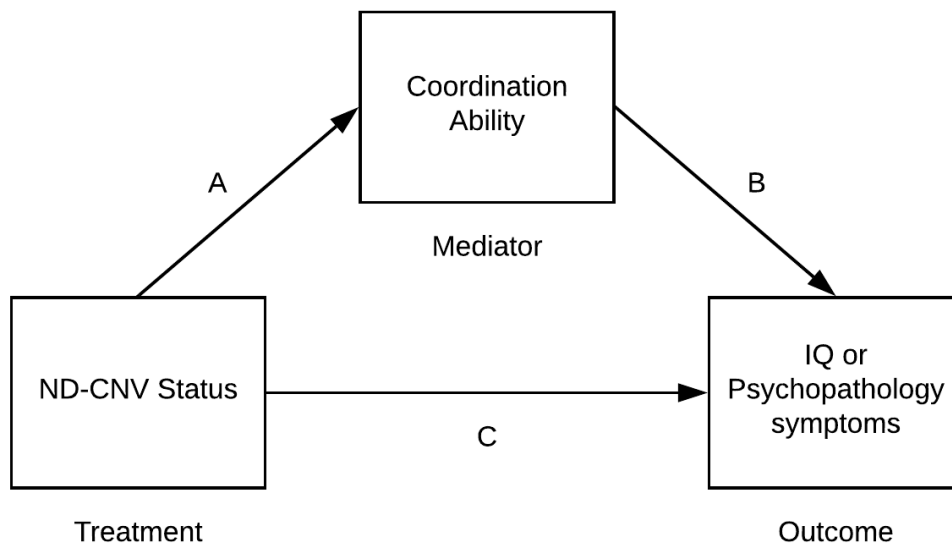 Coordination
Ability
A
B
Mediator
ND-CNV Status
IQ or
Psychopathology
symptoms
C
Treatment
Outcome